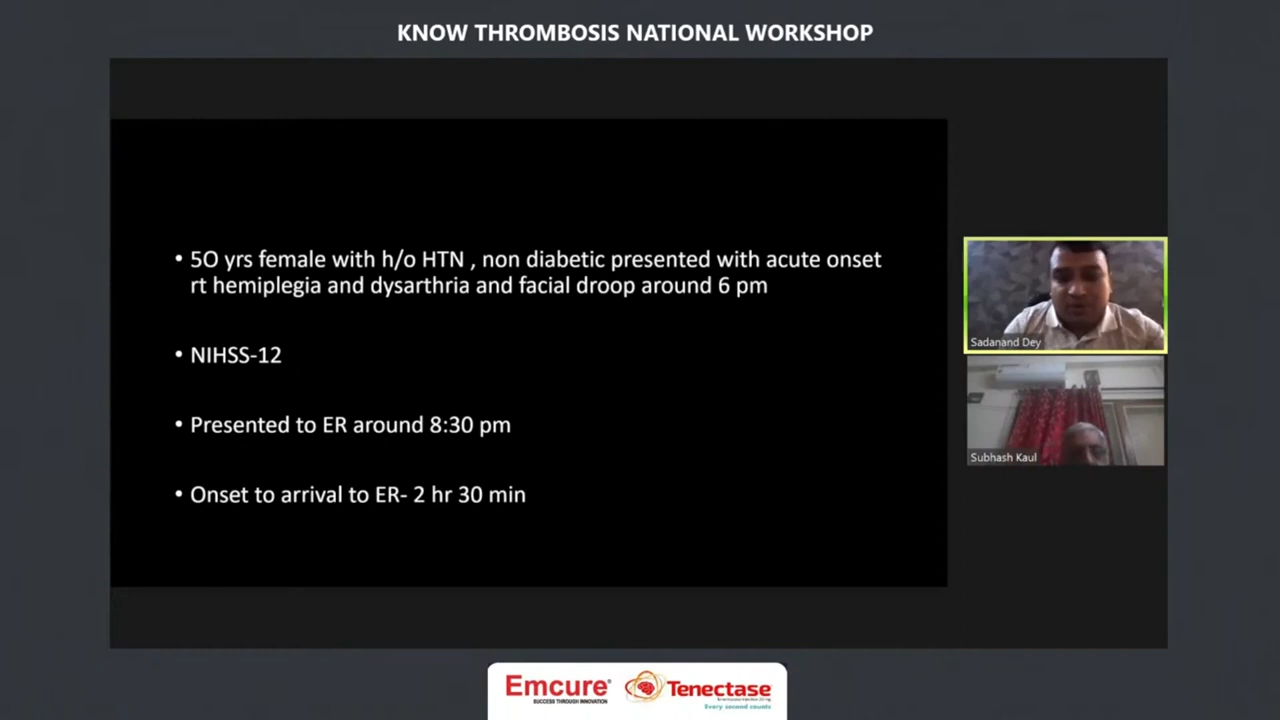 KNOW THROMBOSIS NATIONAL WORKSHOP
• 5O yrs female with h/o HTN , non diabetic presented with acute onset
rt hemiplegia and dysarthria and facial droop around 6 pm
• NIHSS-12
• Presented to ER around 8:30 pm
• Onset to arrival to ER- 2 hr 30 min
Sadanand Dey
Subhash Kaul
Emcure®
SUCCESS THROUGH INNOVATION
Tenectase
Every second counts